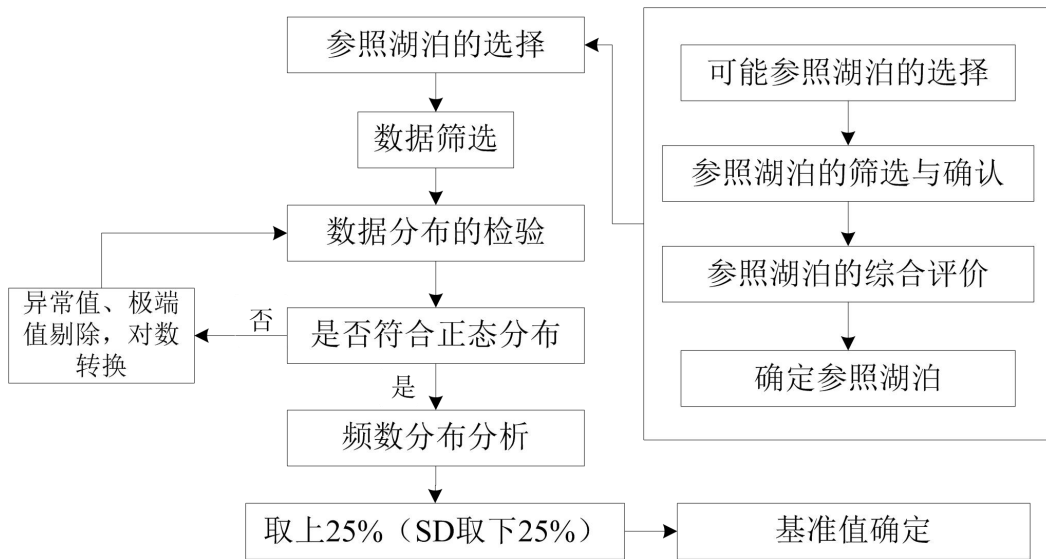 参照湖泊的选择
数据筛选
数据分布的检验
异常值、极端
值剔除，对数
转换
否
是否符合正态分布
是
频数分布分析
取上25%（SD取下25%）
基准值确定
可能参照湖泊的选择
参照湖泊的筛选与确认
参照湖泊的综合评价
确定参照湖泊